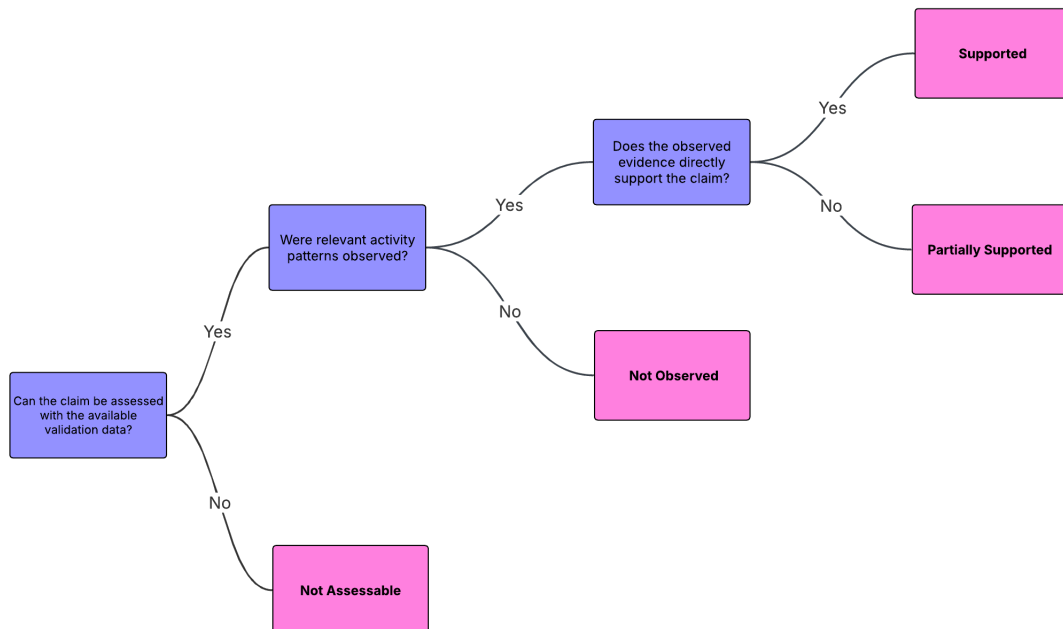 Supported
Yes
Does the observed
evidence directly
support the claim?
Yes
No
Were relevant activity
patterns observed?
Partially Supported
No
Yes
Not Observed
Can the claim be assessed
with the available
validation data?
No
Not Assessable